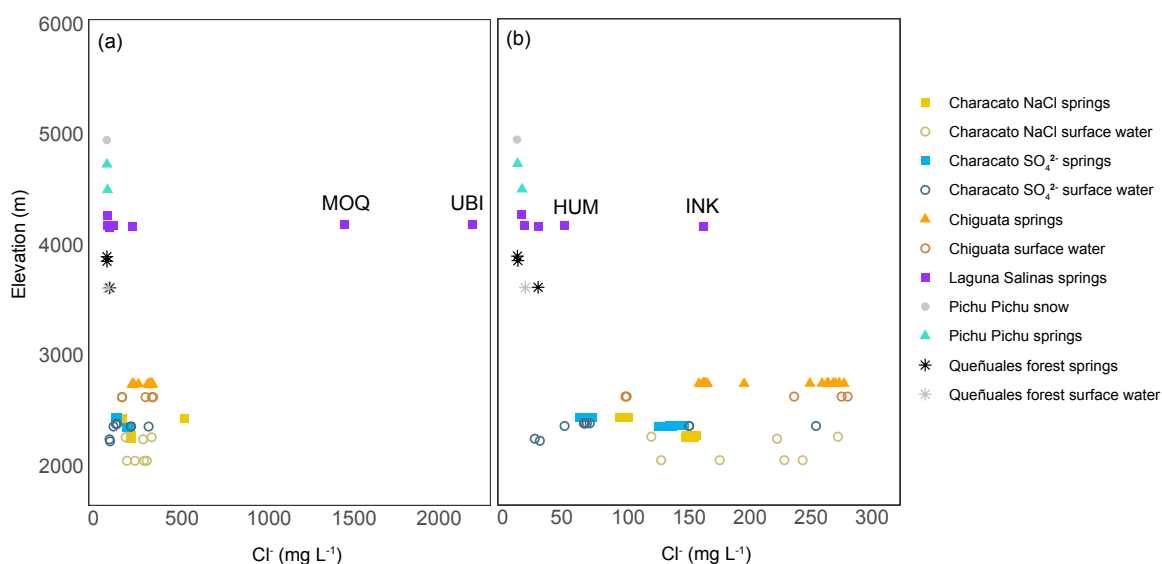 6000
5000
4000
3000
2000
Elevation (m)
(a)
MOQ
UBI
0 500 1000 1500 2000
Cl⁻ (mg L⁻¹)
(b)
HUM
INK
0 50 100 150 200 250 300
Cl⁻ (mg L⁻¹)
Characato NaCl springs
Characato NaCl surface water
Characato SO₄²⁻ springs
Characato SO₄²⁻ surface water
Chiguata springs
Chiguata surface water
Laguna Salinas springs
Pichu Pichu snow
Pichu Pichu springs
Queñuales forest springs
Queñuales forest surface water